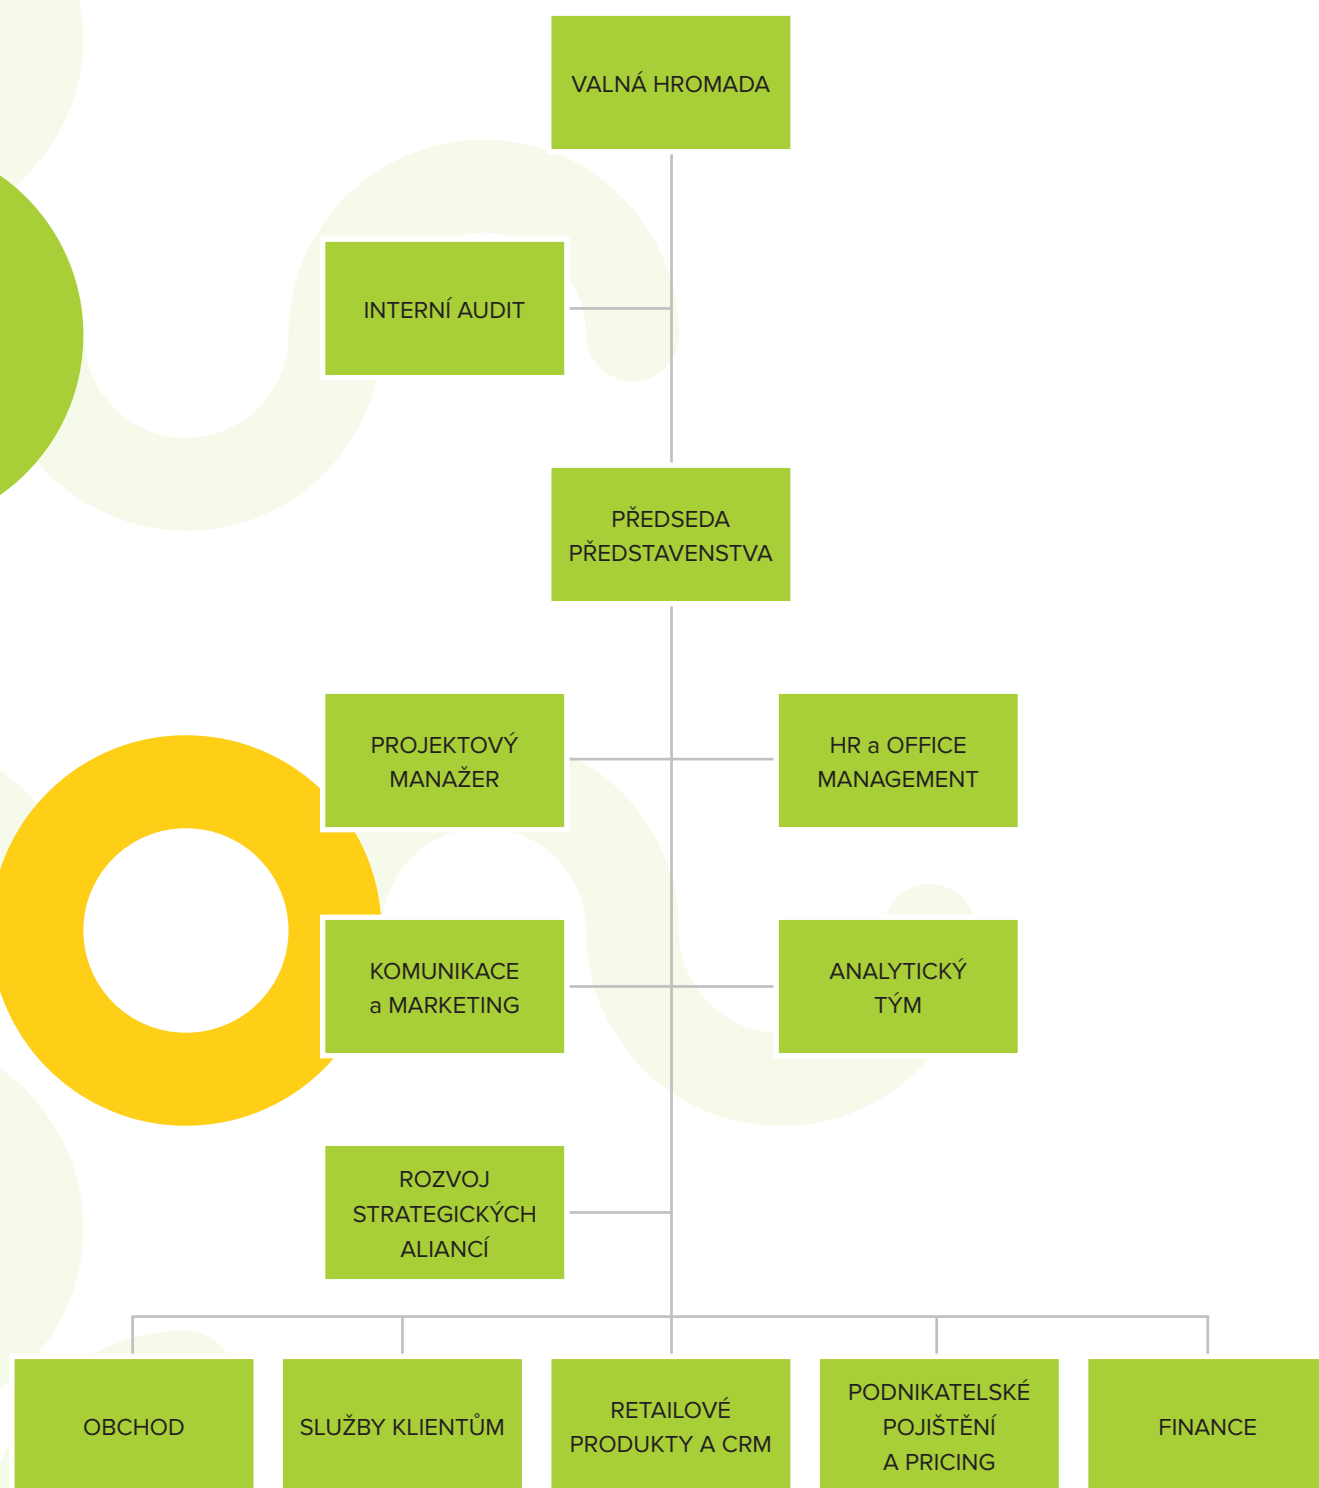 VALNÁ HROMADA
INTERNÍ AUDIT
PŘEDSEDA
PŘEDSTAVENSTVA
PROJEKTOVÝ
MANAŽER
HR a OFFICE
MANAGEMENT
KOMUNIKACE
a MARKETING
ANALYTICKÝ
TÝM
ROZVOJ
STRATEGICKÝCH
ALIANCÍ
OBCHOD
SLUŽBY KLIENTŮM
RETAILOVÉ
PRODUKTY A CRM
PODNIKATELSKÉ
POJIŠTĚNÍ
A PRICING
FINANCE